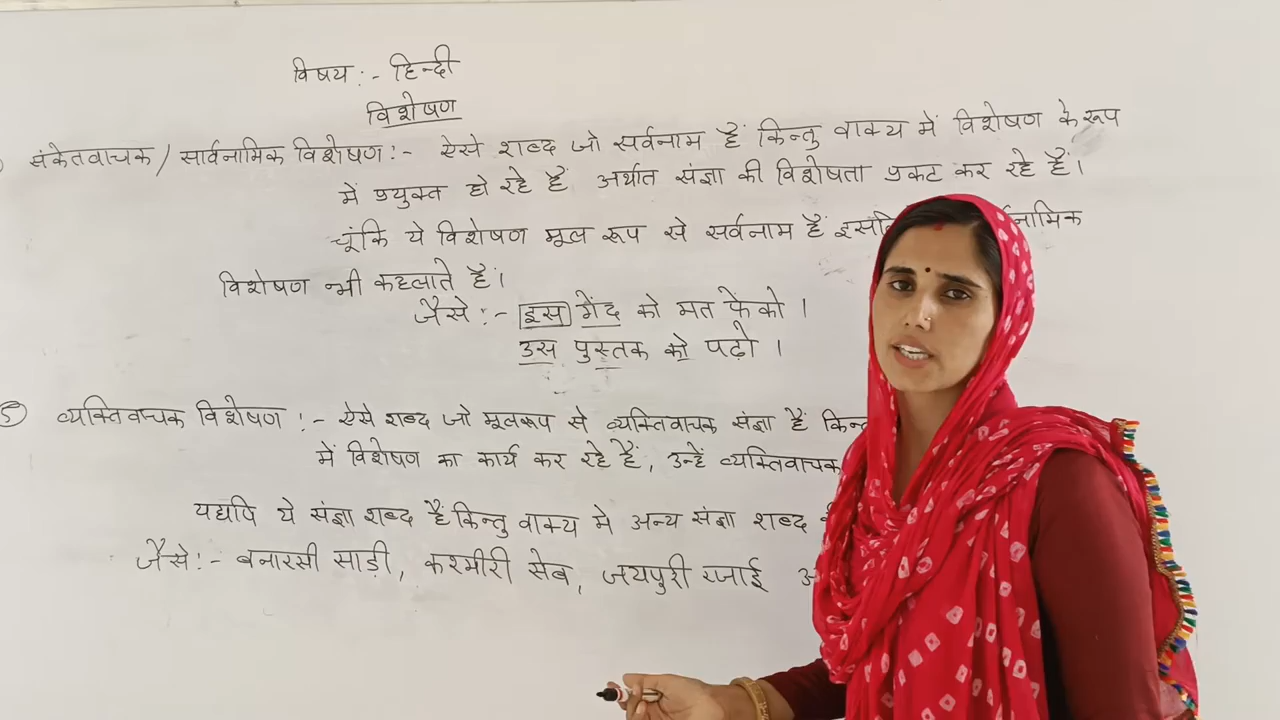 विषय :- हिन्दी
विशेषण
संकेतवाचक / सार्वनामिक विशेषण :- ऐसे शब्द जो सर्वनाम हैं किन्तु वाक्य में विशेषण के रूप
में प्रयुक्त हो रहे हैं अर्थात संज्ञा की विशेषता प्रकट कर रहे हैं।
चूंकि ये विशेषण मूल रूप से सर्वनाम हैं
विशेषण भी कहलाते हैं।
जैसे :- इस गेंद को मत फेंको ।
उस पुस्तक को पढ़ो ।
5 व्यक्तिवाचक विशेषण :- ऐसे शब्द जो मूलरूप से व्यक्तिवाचक संज्ञा हैं
में विशेषण का कार्य कर रहे हैं, उन्हें व्यक्तिवाचक
यद्यपि ये संज्ञा शब्द हैं किन्तु वाक्य मे अन्य संज्ञा शब्द
जैसे :- बनारसी साड़ी, कश्मीरी सेब, जयपुरी रजाई